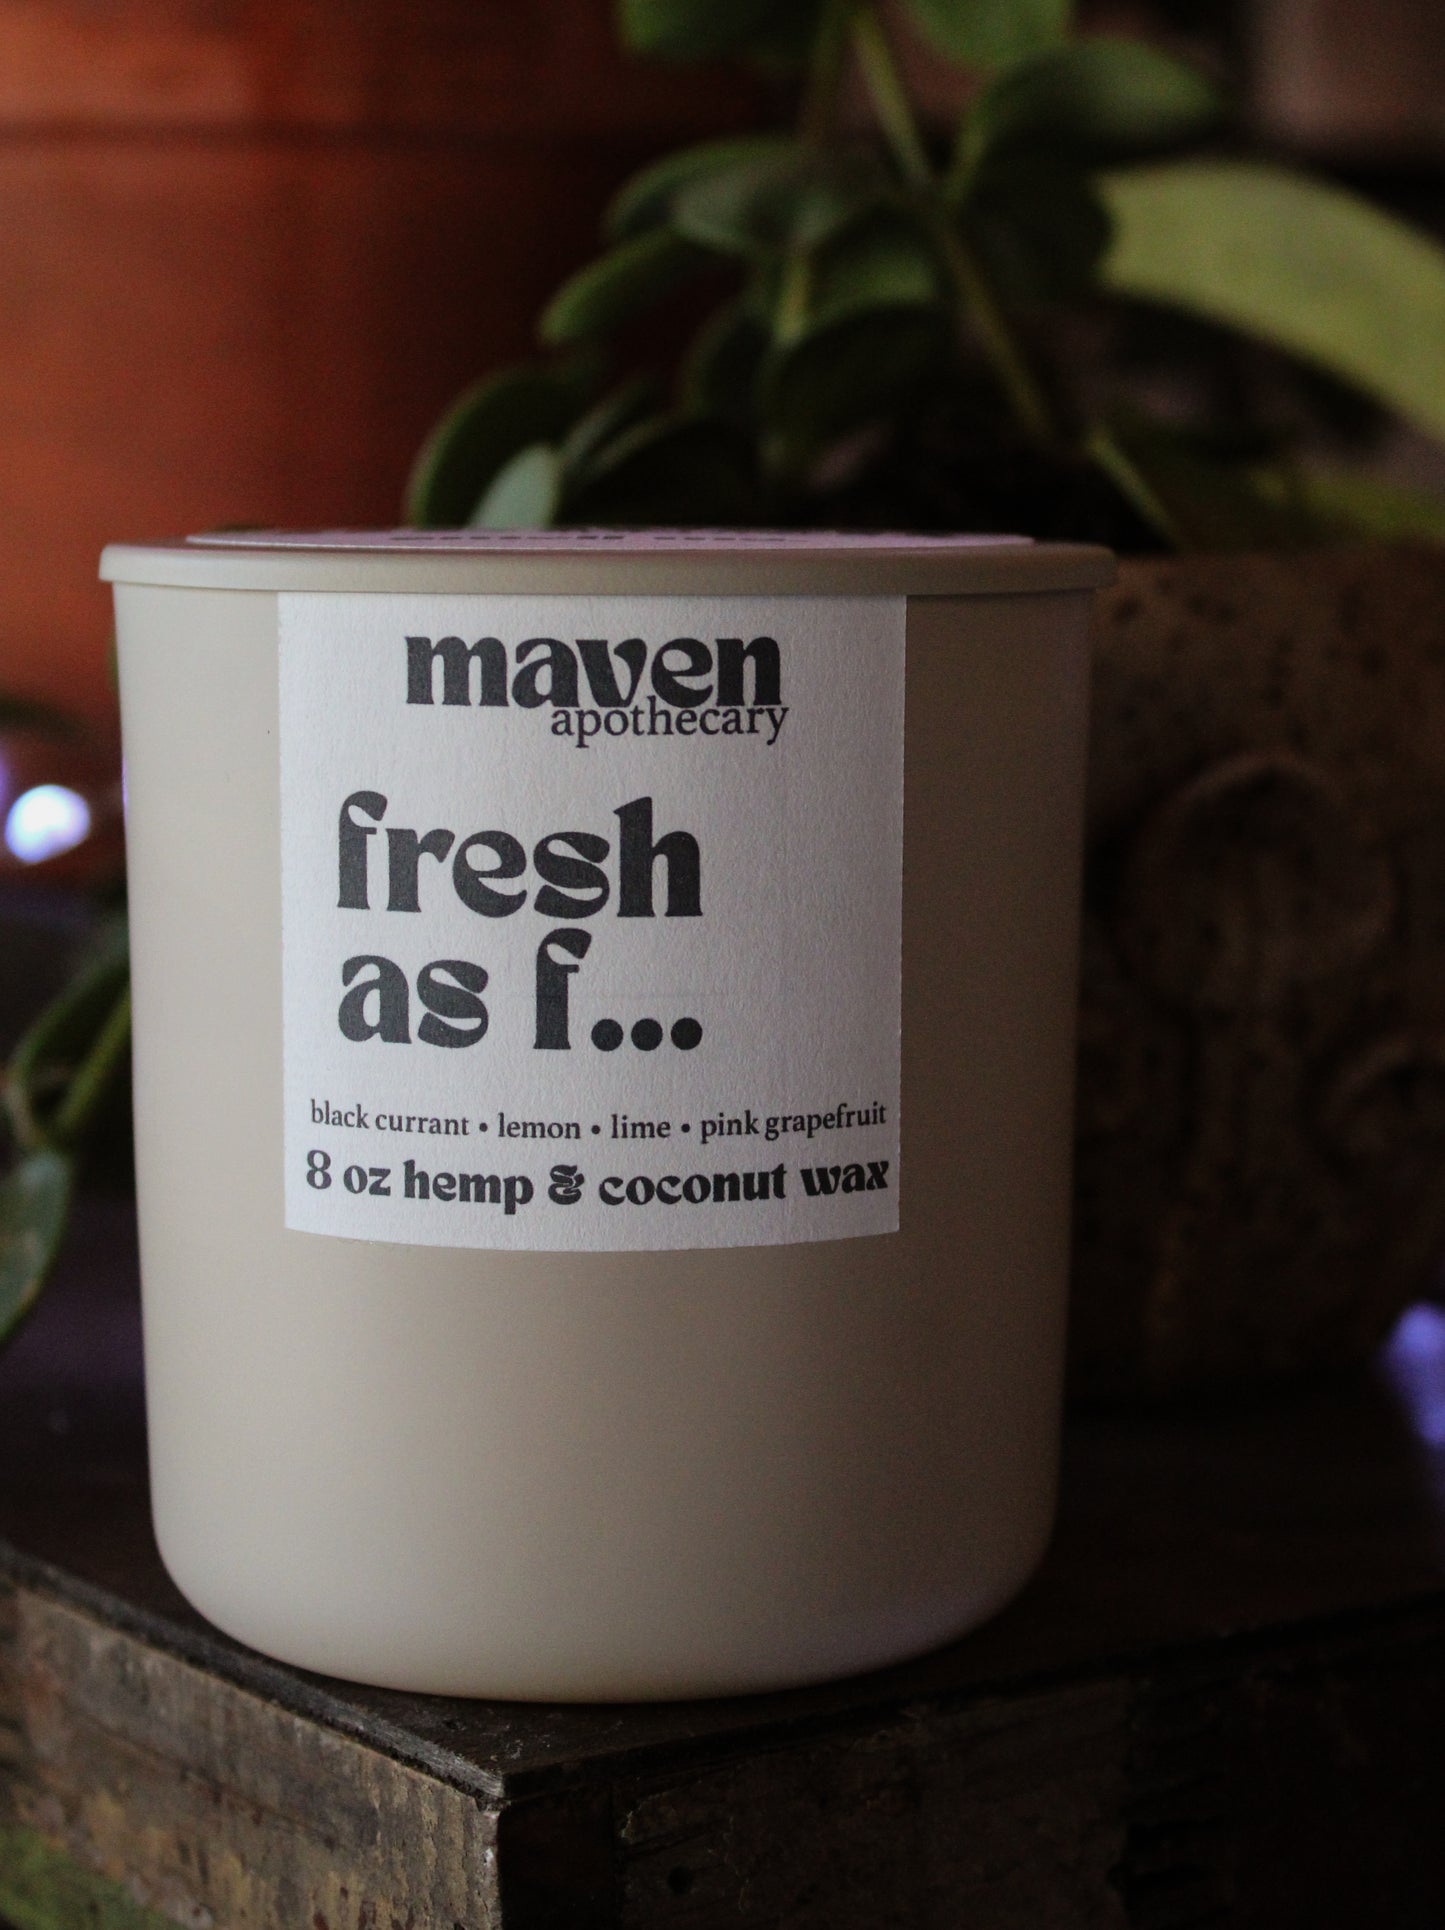 maven
apothecary
fresh
as f...
black currant • lemon • lime • pink grapefruit
8 oz hemp & coconut wax